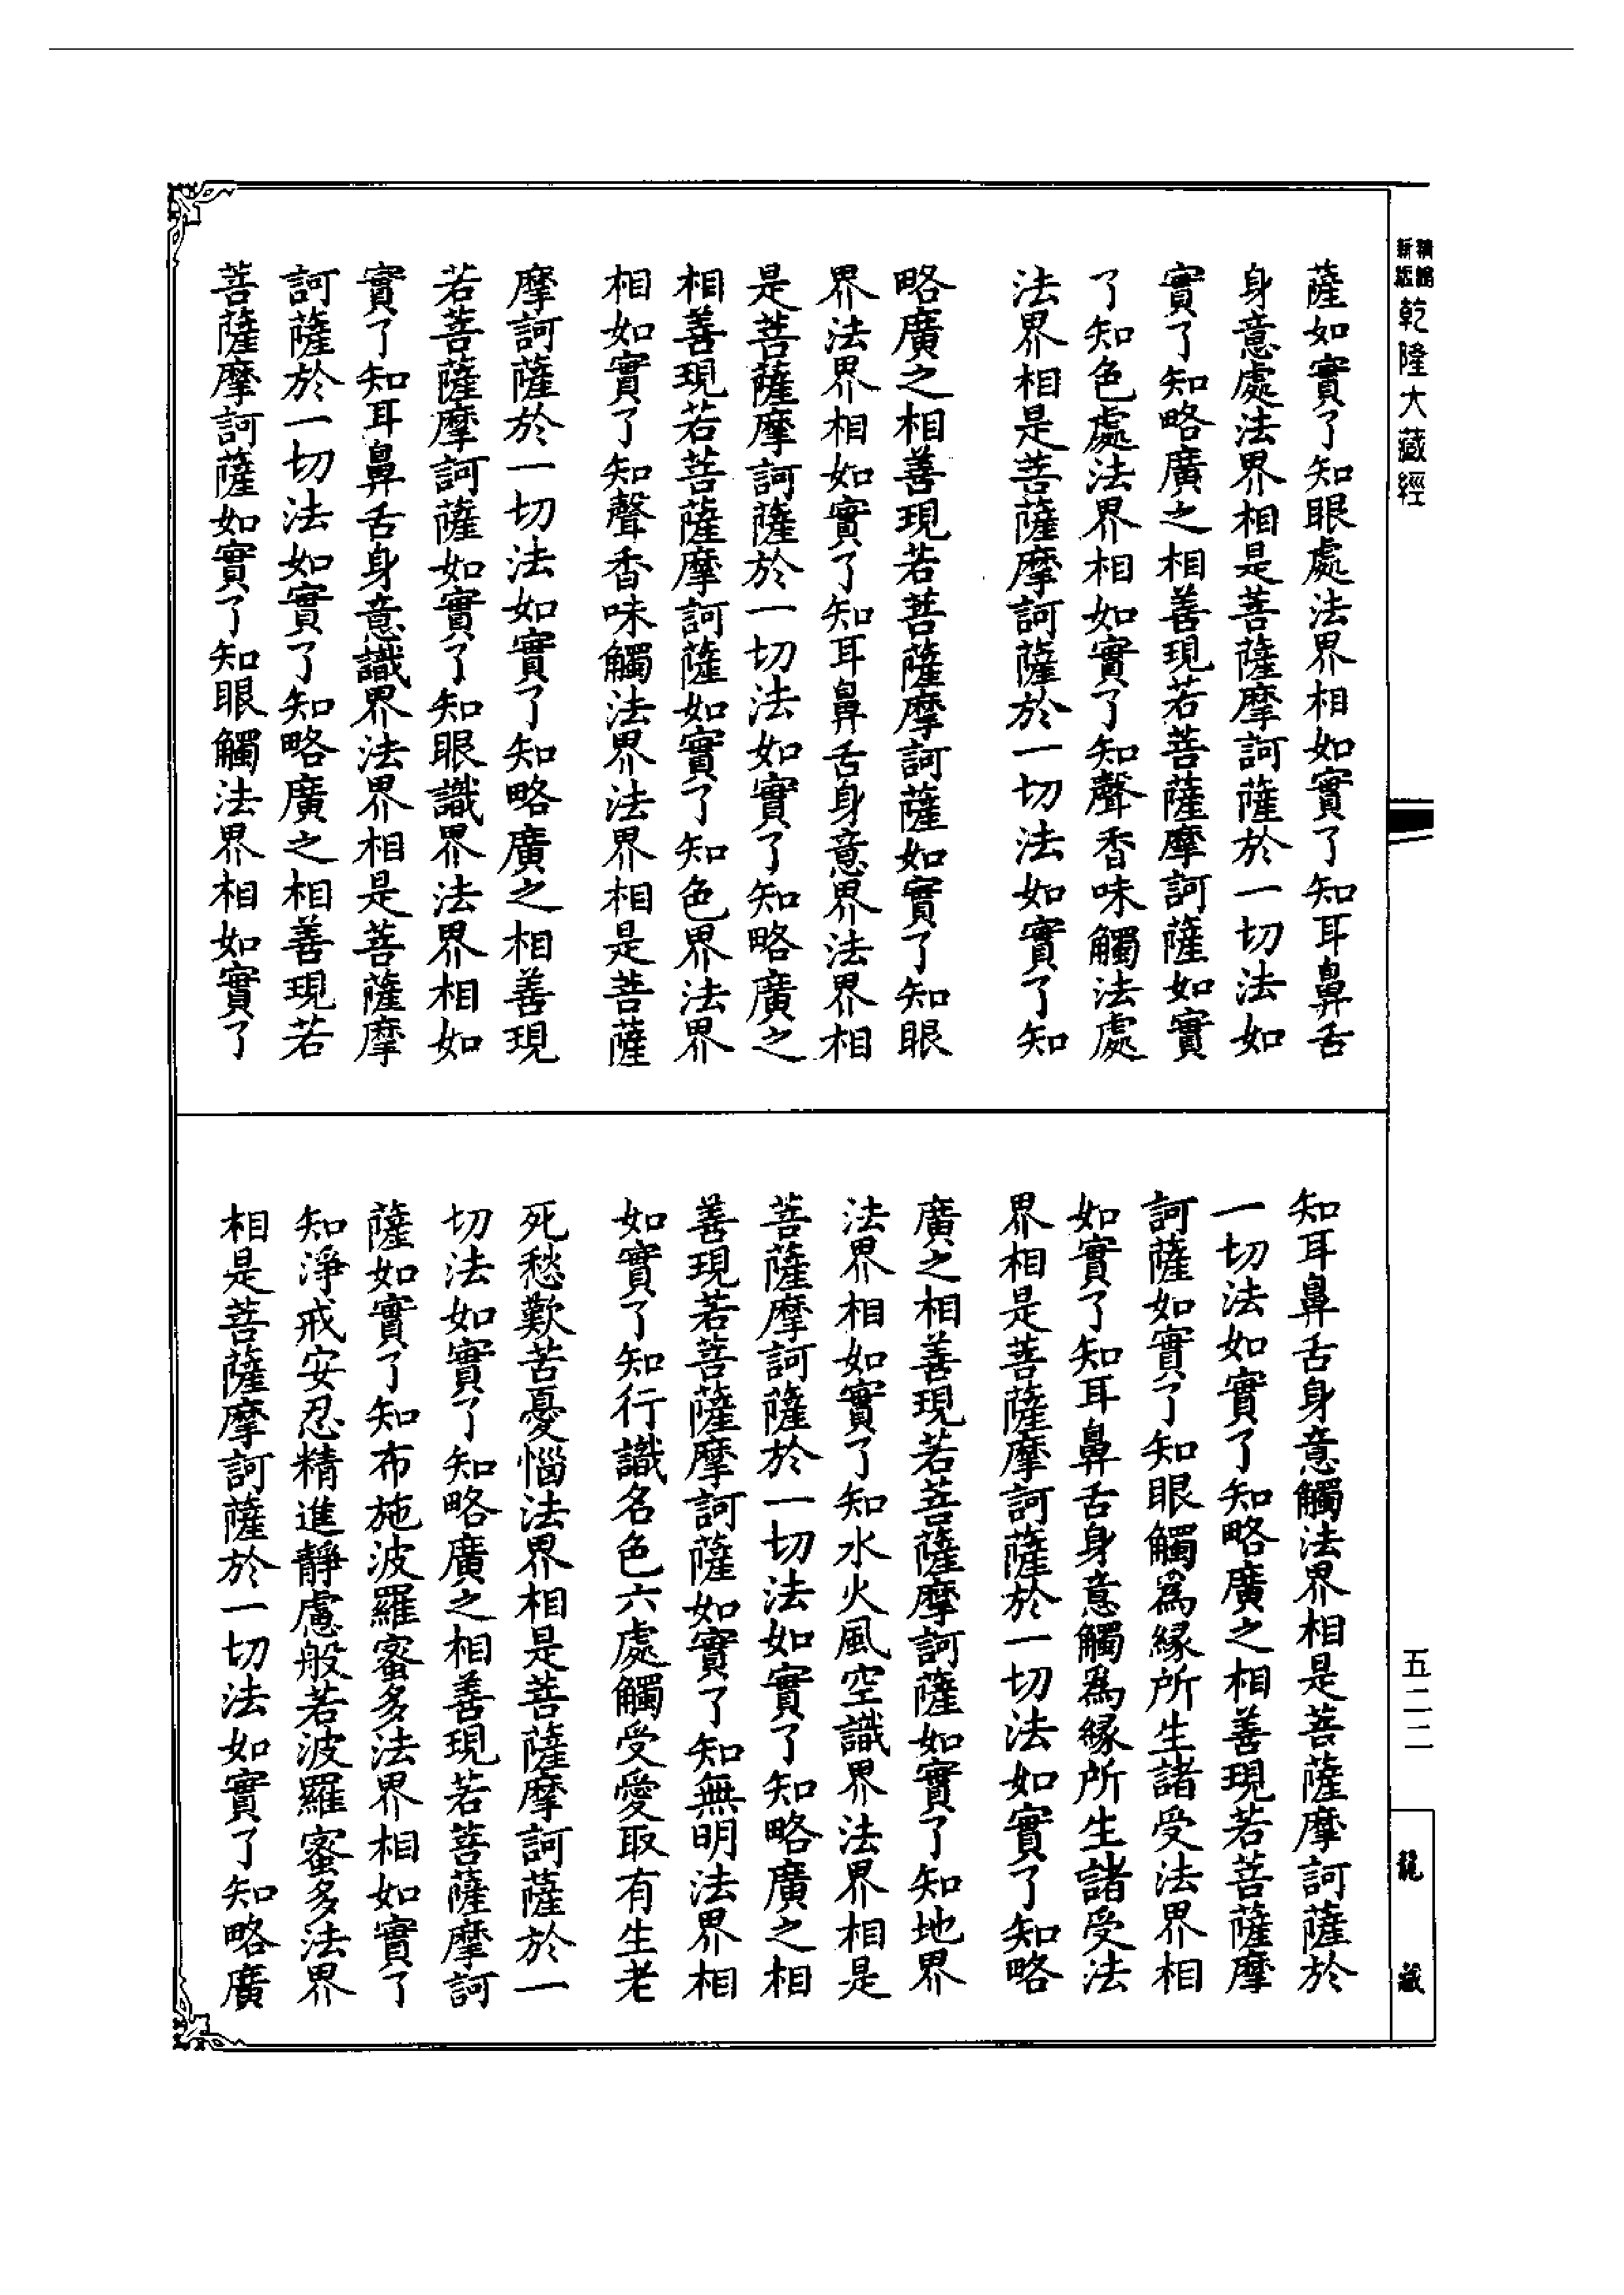 精縮新版乾隆大藏經
薩如實了知眼處法界相如實了知耳鼻舌
身意處法界相是菩薩摩訶薩於一切法如
實了知略廣之相善現若菩薩摩訶薩如實
了知色處法界相如實了知聲香味觸法處
法界相是菩薩摩訶薩於一切法如實了知
略廣之相善現若菩薩摩訶薩如實了知眼
界法界相如實了知耳鼻舌身意界法界相
是菩薩摩訶薩於一切法如實了知略廣之
相善現若菩薩摩訶薩如實了知色界法界
相如實了知聲香味觸法界法界相是菩薩
摩訶薩於一切法如實了知略廣之相善現
若菩薩摩訶薩如實了知眼識界法界相如
實了知耳鼻舌身意識界法界相是菩薩摩
訶薩於一切法如實了知略廣之相善現若
菩薩摩訶薩如實了知眼觸法界相如實了
知耳鼻舌身意觸法界相是菩薩摩訶薩於
一切法如實了知略廣之相善現若菩薩摩
訶薩如實了知眼觸為緣所生諸受法界相
如實了知耳鼻舌身意觸為緣所生諸受法
界相是菩薩摩訶薩於一切法如實了知略
廣之相善現若菩薩摩訶薩如實了知地界
法界相如實了知水火風空識界法界相是
菩薩摩訶薩於一切法如實了知略廣之相
善現若菩薩摩訶薩如實了知無明法界相
如實了知行識名色六處觸受愛取有生老
死愁歎苦憂惱法界相是菩薩摩訶薩於一
切法如實了知略廣之相善現若菩薩摩訶
薩如實了知布施波羅蜜多法界相如實了
知淨戒安忍精進靜慮般若波羅蜜多法界
相是菩薩摩訶薩於一切法如實了知略廣
五二二
龍藏